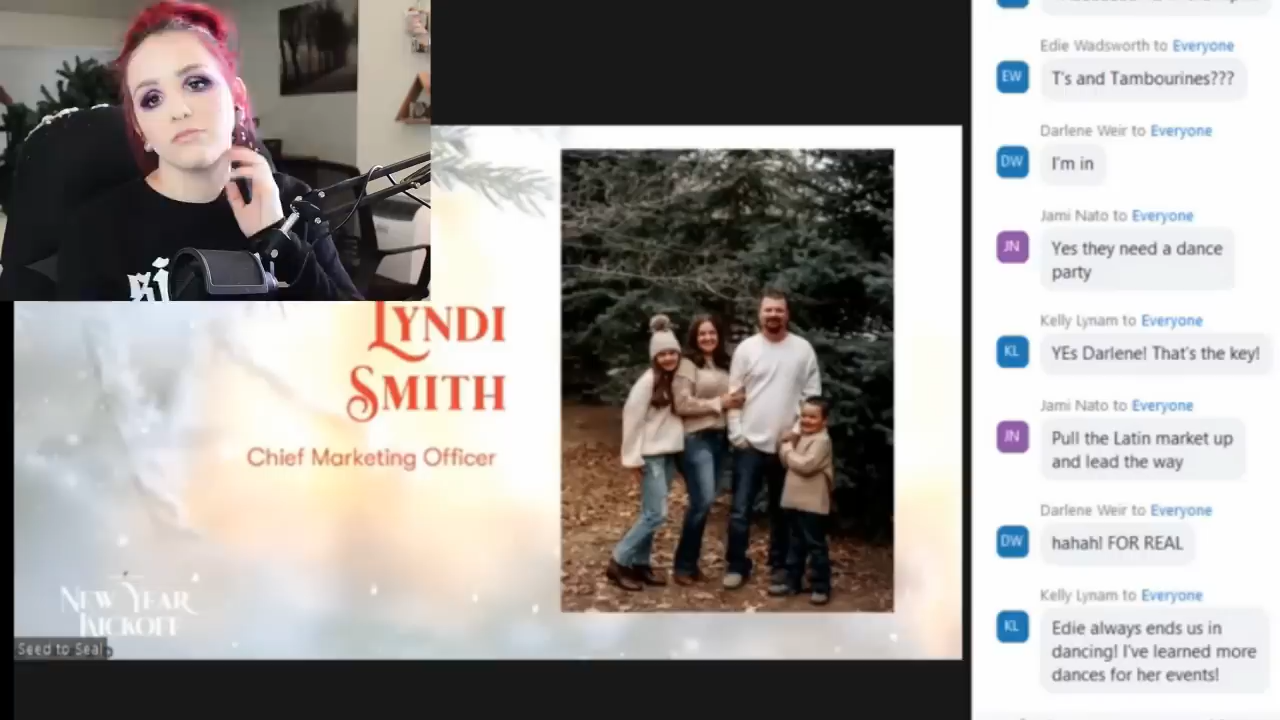 Edie Wadsworth to Everyone
EW
T's and Tambourines???
Darlene Weir to Everyone
DW
I'm in
Jami Nato to Everyone
JN
Yes they need a dance
party
Kelly Lynam to Everyone
KL
YEs Darlene! That's the key!
Jami Nato to Everyone
JN
Pull the Latin market up
and lead the way
Darlene Weir to Everyone
DW
hahah! FOR REAL
Kelly Lynam to Everyone
KL
Edie always ends us in
dancing! I've learned more
dances for her events!
LYNDI
SMITH
Chief Marketing Officer
NEW YEAR
KICKOFF
Seed to Seal